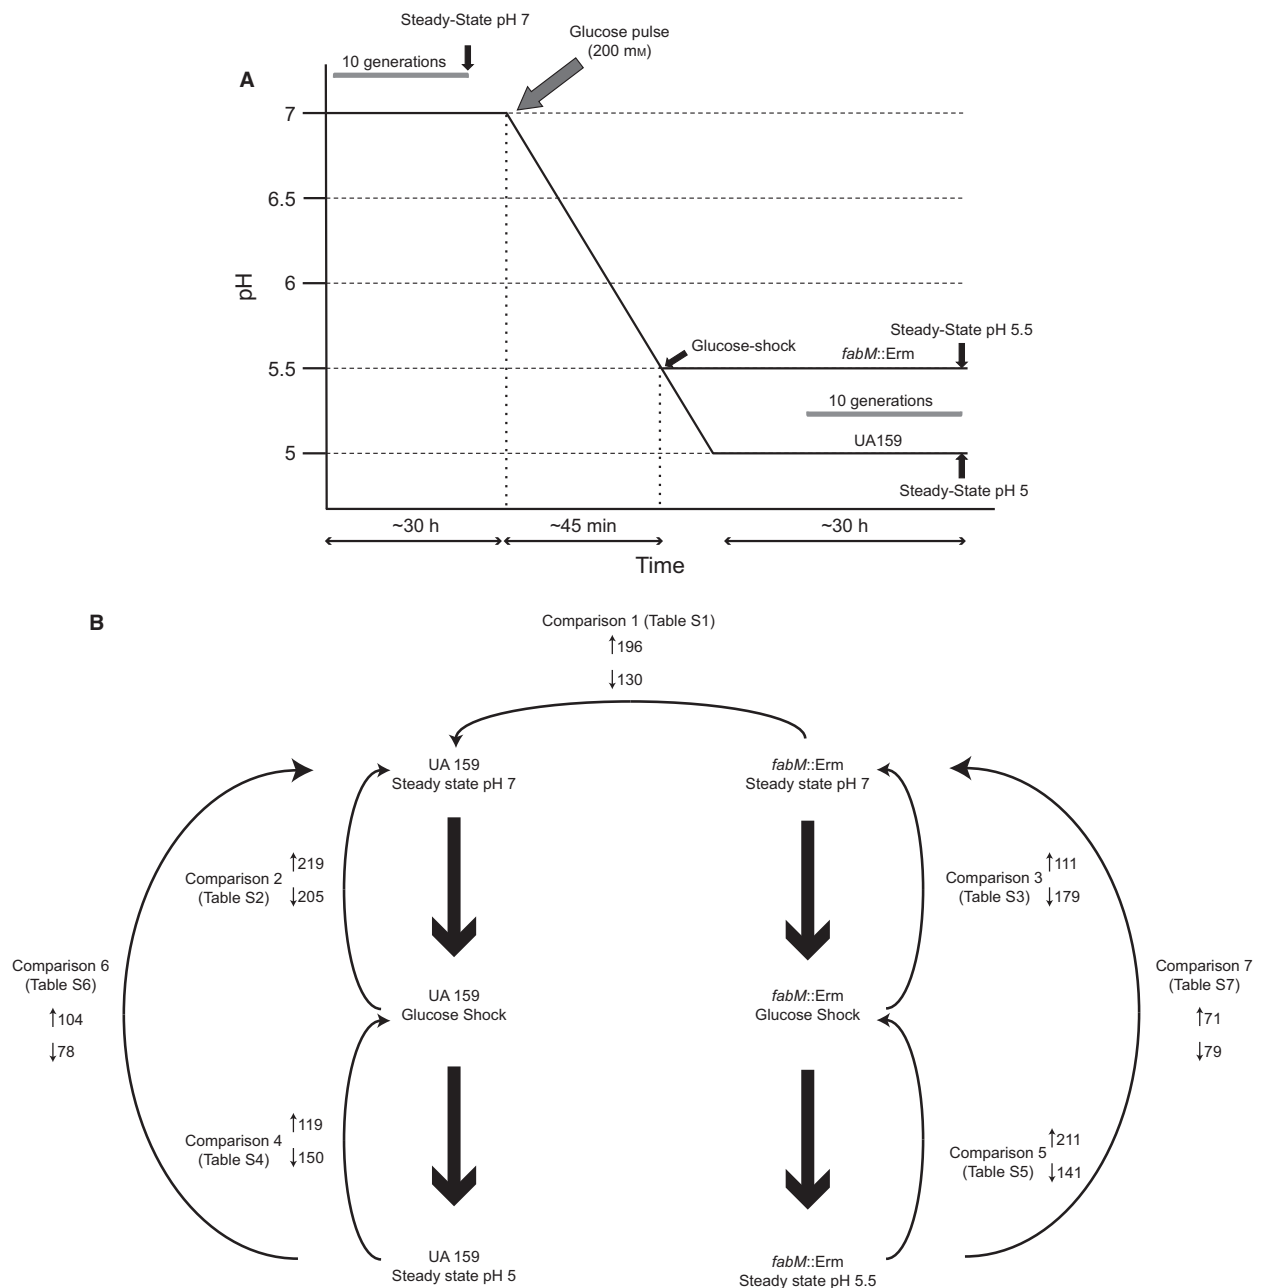 Steady-State pH 7
Glucose pulse
(200 mM)
A
10 generations
7
6.5
6
pH
Glucose-shock
Steady-State pH 5.5
fabM::Erm
5.5
10 generations
UA159
5
Steady-State pH 5
~30 h
~45 min
~30 h
Time
B
Comparison 1 (Table S1)
↑196
↓130
UA 159
Steady state pH 7
fabM::Erm
Steady state pH 7
Comparison 2
(Table S2)
↑219
↓205
Comparison 3
(Table S3)
↑111
↓179
Comparison 6
(Table S6)
↑104
↓78
UA 159
Glucose Shock
fabM::Erm
Glucose Shock
Comparison 7
(Table S7)
↑71
↓79
Comparison 4
(Table S4)
↑119
↓150
Comparison 5
(Table S5)
↑211
↓141
UA 159
Steady state pH 5
fabM::Erm
Steady state pH 5.5